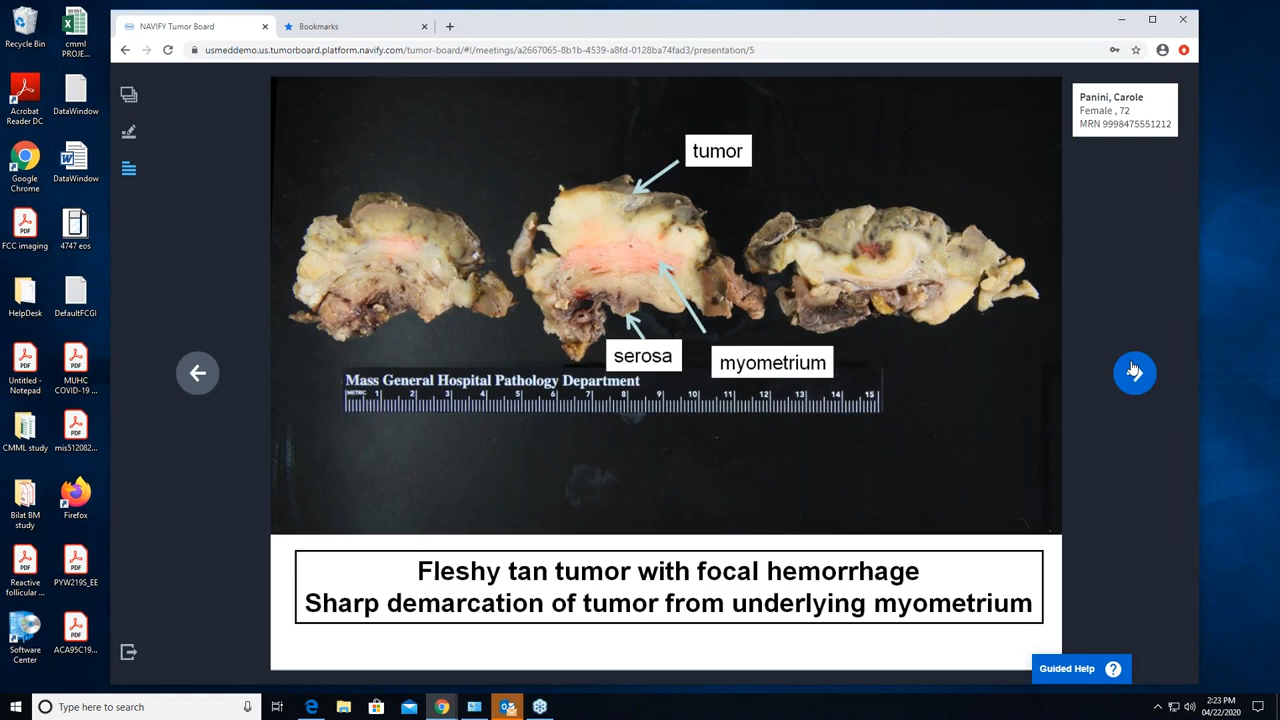 Recycle Bin
cmml
PROJE...
Acrobat
Reader DC
DataWindow
Google
Chrome
DataWindow
FCC imaging
4747 eos
HelpDesk
DefaultFCGI
Untitled -
Notepad
MUHC
COVID-19 ...
CMML study
mis512082...
Bilat BM
study
Firefox
Reactive
follicular ...
PYW219S_EE
Software
Center
ACA95C19...
NAVIFY Tumor Board
Bookmarks
usmeddemo.us.tumorboard.platform.navify.com/tumor-board/#!/meetings/a2667065-8b1b-4539-a8fd-0128ba74fad3/presentation/5
Panini, Carole
Female , 72
MRN 9998475551212
tumor
serosa
myometrium
Mass General Hospital Pathology Department
METRIC 1 2 3 4 5 6 7 8 9 10 11 12 13 14 15
Fleshy tan tumor with focal hemorrhage
Sharp demarcation of tumor from underlying myometrium
Guided Help ?
Type here to search
2:23 PM
04/22/2020